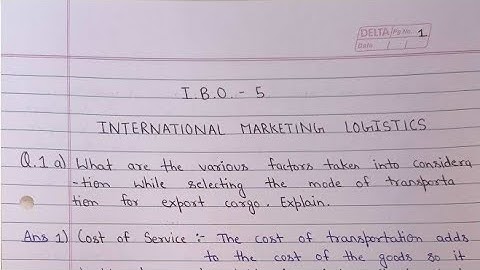 DELTA Pg No. 1
Date / /
I.B.O. - 5
INTERNATIONAL MARKETING LOGISTICS
Q.1 a) What are the various factors taken into considera
-tion while selecting the mode of transporta
tion for export cargo. Explain.
Ans 1) Cost of Service :- The cost of transportation adds
to the cost of the goods so it